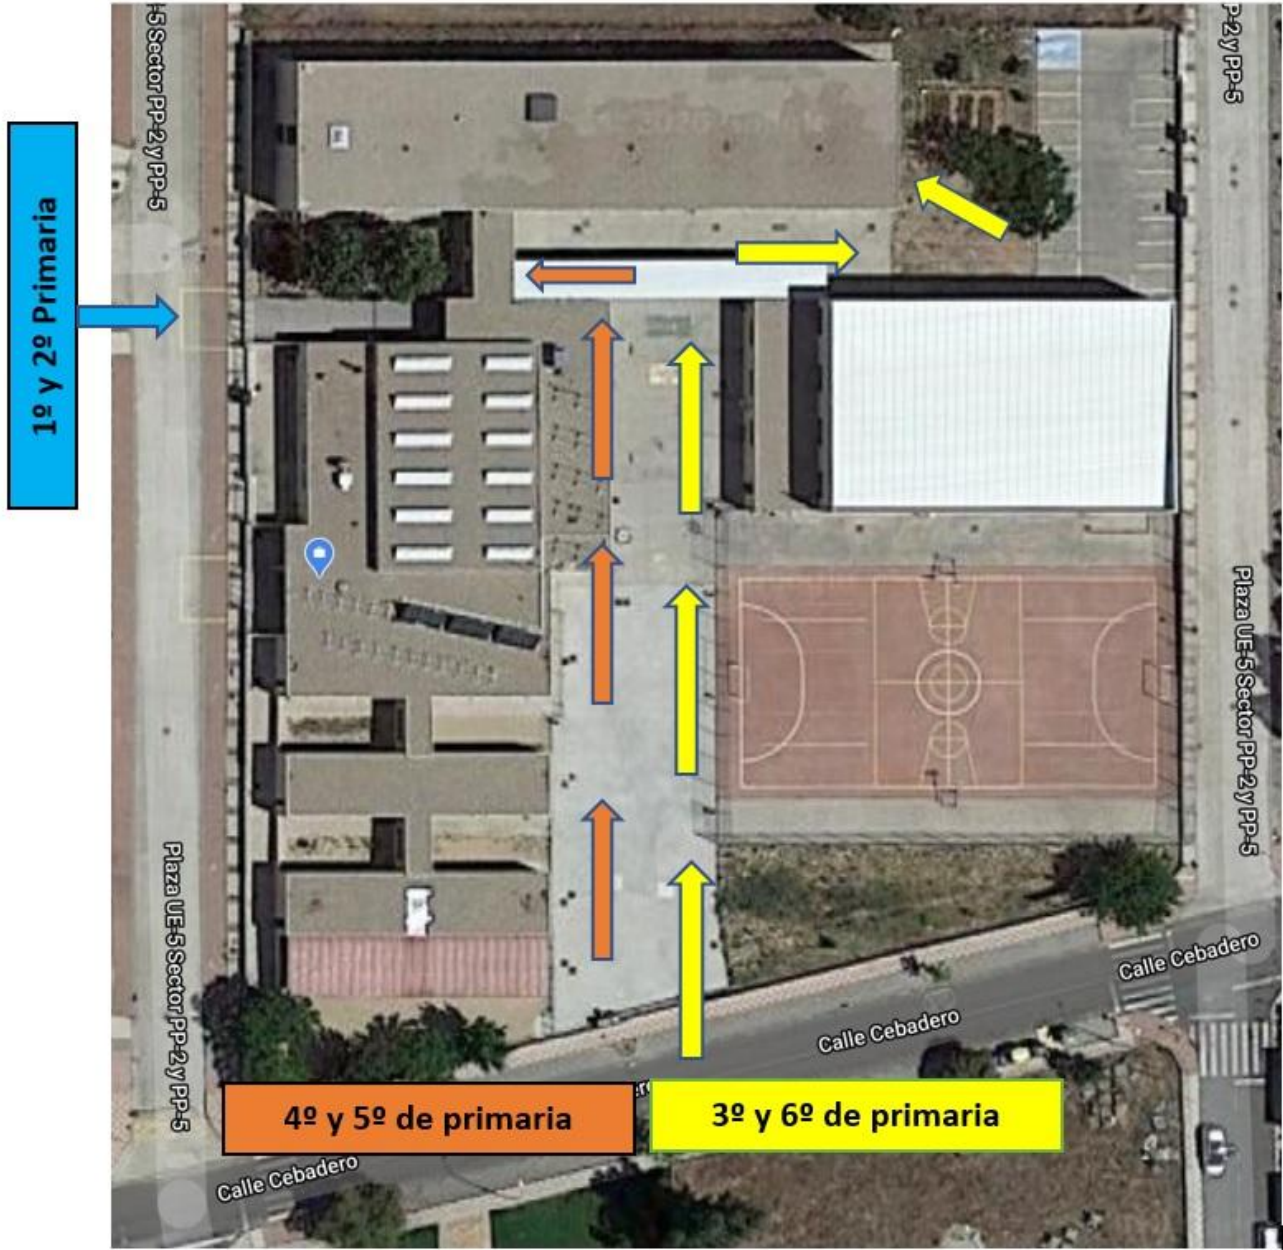 -5 Sector PP-2 y PP-5
P-2 y PP-5
1º y 2º Primaria
Plaza UE-5 Sector PP-2 y PP-5
Plaza UE-5 Sector PP-2 y PP-5
Calle Cebadero
Calle Cebadero
4º y 5º de primaria
3º y 6º de primaria
Calle Cebadero